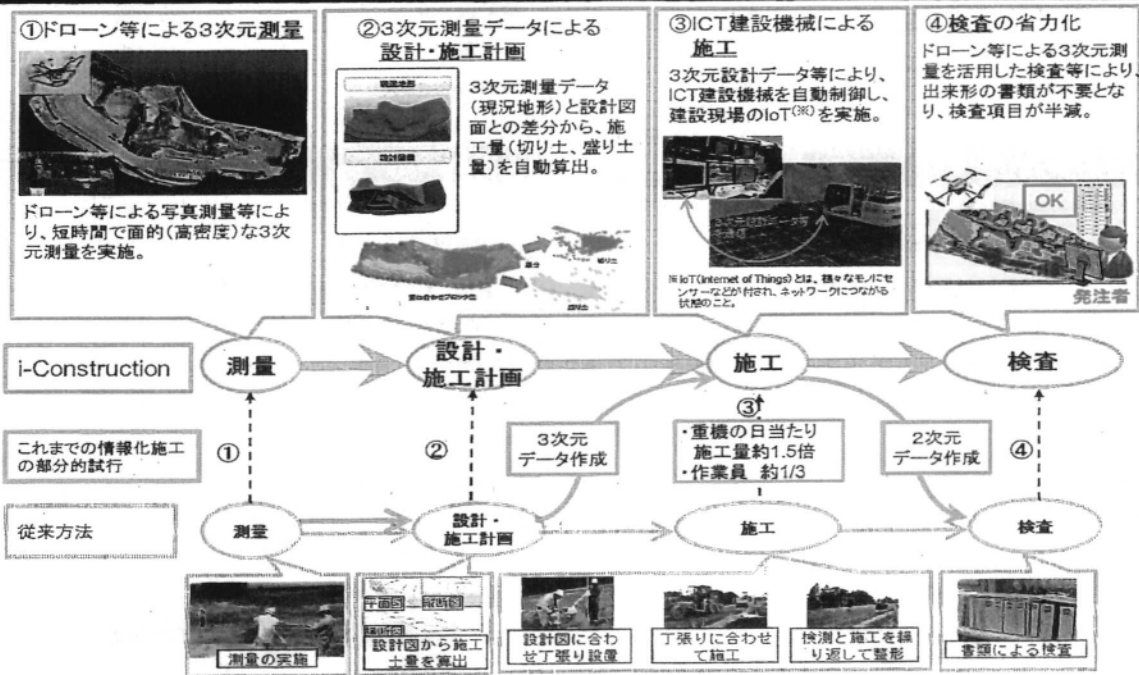 ①ドローン等による3次元測量
ドローン等による写真測量等によ
り、短時間で面的(高密度)な3次
元測量を実施。
②3次元測量データによる
設計・施工計画
現況地形
3次元測量データ
(現況地形)と設計図
面との差分から、施
工量(切り土、盛り土
量)を自動算出。
差分
切り土
③ICT建設機械による
施工
3次元設計データ等により、
ICT建設機械を自動制御し、
建設現場のIoT(※)を実施。
※IoT(Internet of Things)とは、様々なモノにセ
ンサーなどが付され、ネットワークにつながる
状態のこと。
④検査の省力化
ドローン等による3次元測
量を活用した検査等により、
出来形の書類が不要とな
り、検査項目が半減。
OK
発注者
i-Construction
測量
設計・
施工計画
施工
検査
これまでの情報化施工
の部分的試行
①
②
3次元
データ作成
③
・重機の日当たり
施工量約1.5倍
・作業員 約1/3
2次元
データ作成
④
従来方法
測量
設計・
施工計画
施工
検査
測量の実施
平面図
縦断図
設計図から施工
土量を算出
設計図に合わ
せ丁張り設置
丁張りに合わせ
て施工
検測と施工を繰
り返して整形
書類による検査